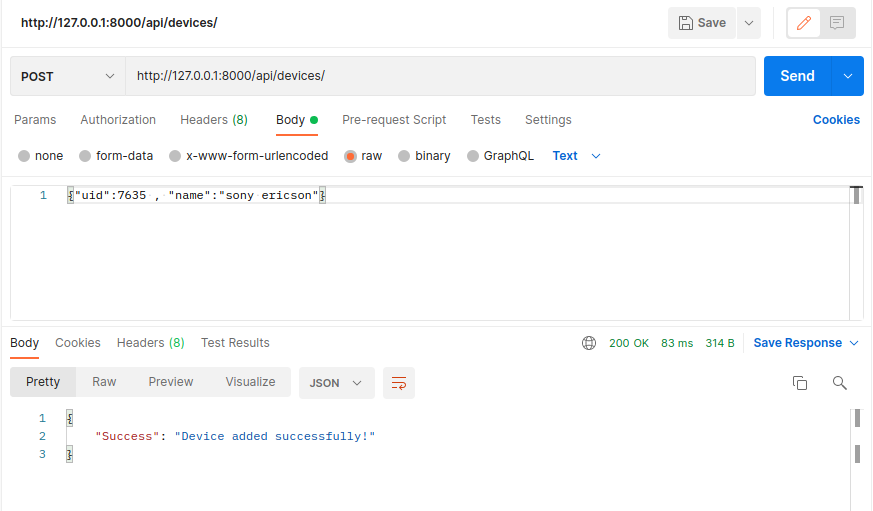 http://127.0.0.1:8000/api/devices/ Save
POST http://127.0.0.1:8000/api/devices/ Send
Params Authorization Headers (8) Body Pre-request Script Tests Settings Cookies
none form-data x-www-form-urlencoded raw binary GraphQL Text
1 {"uid":7635 , "name":"sony ericson"}
Body Cookies Headers (8) Test Results 200 OK 83 ms 314 B Save Response
Pretty Raw Preview Visualize JSON
1 {
2 "Success": "Device added successfully!"
3 }